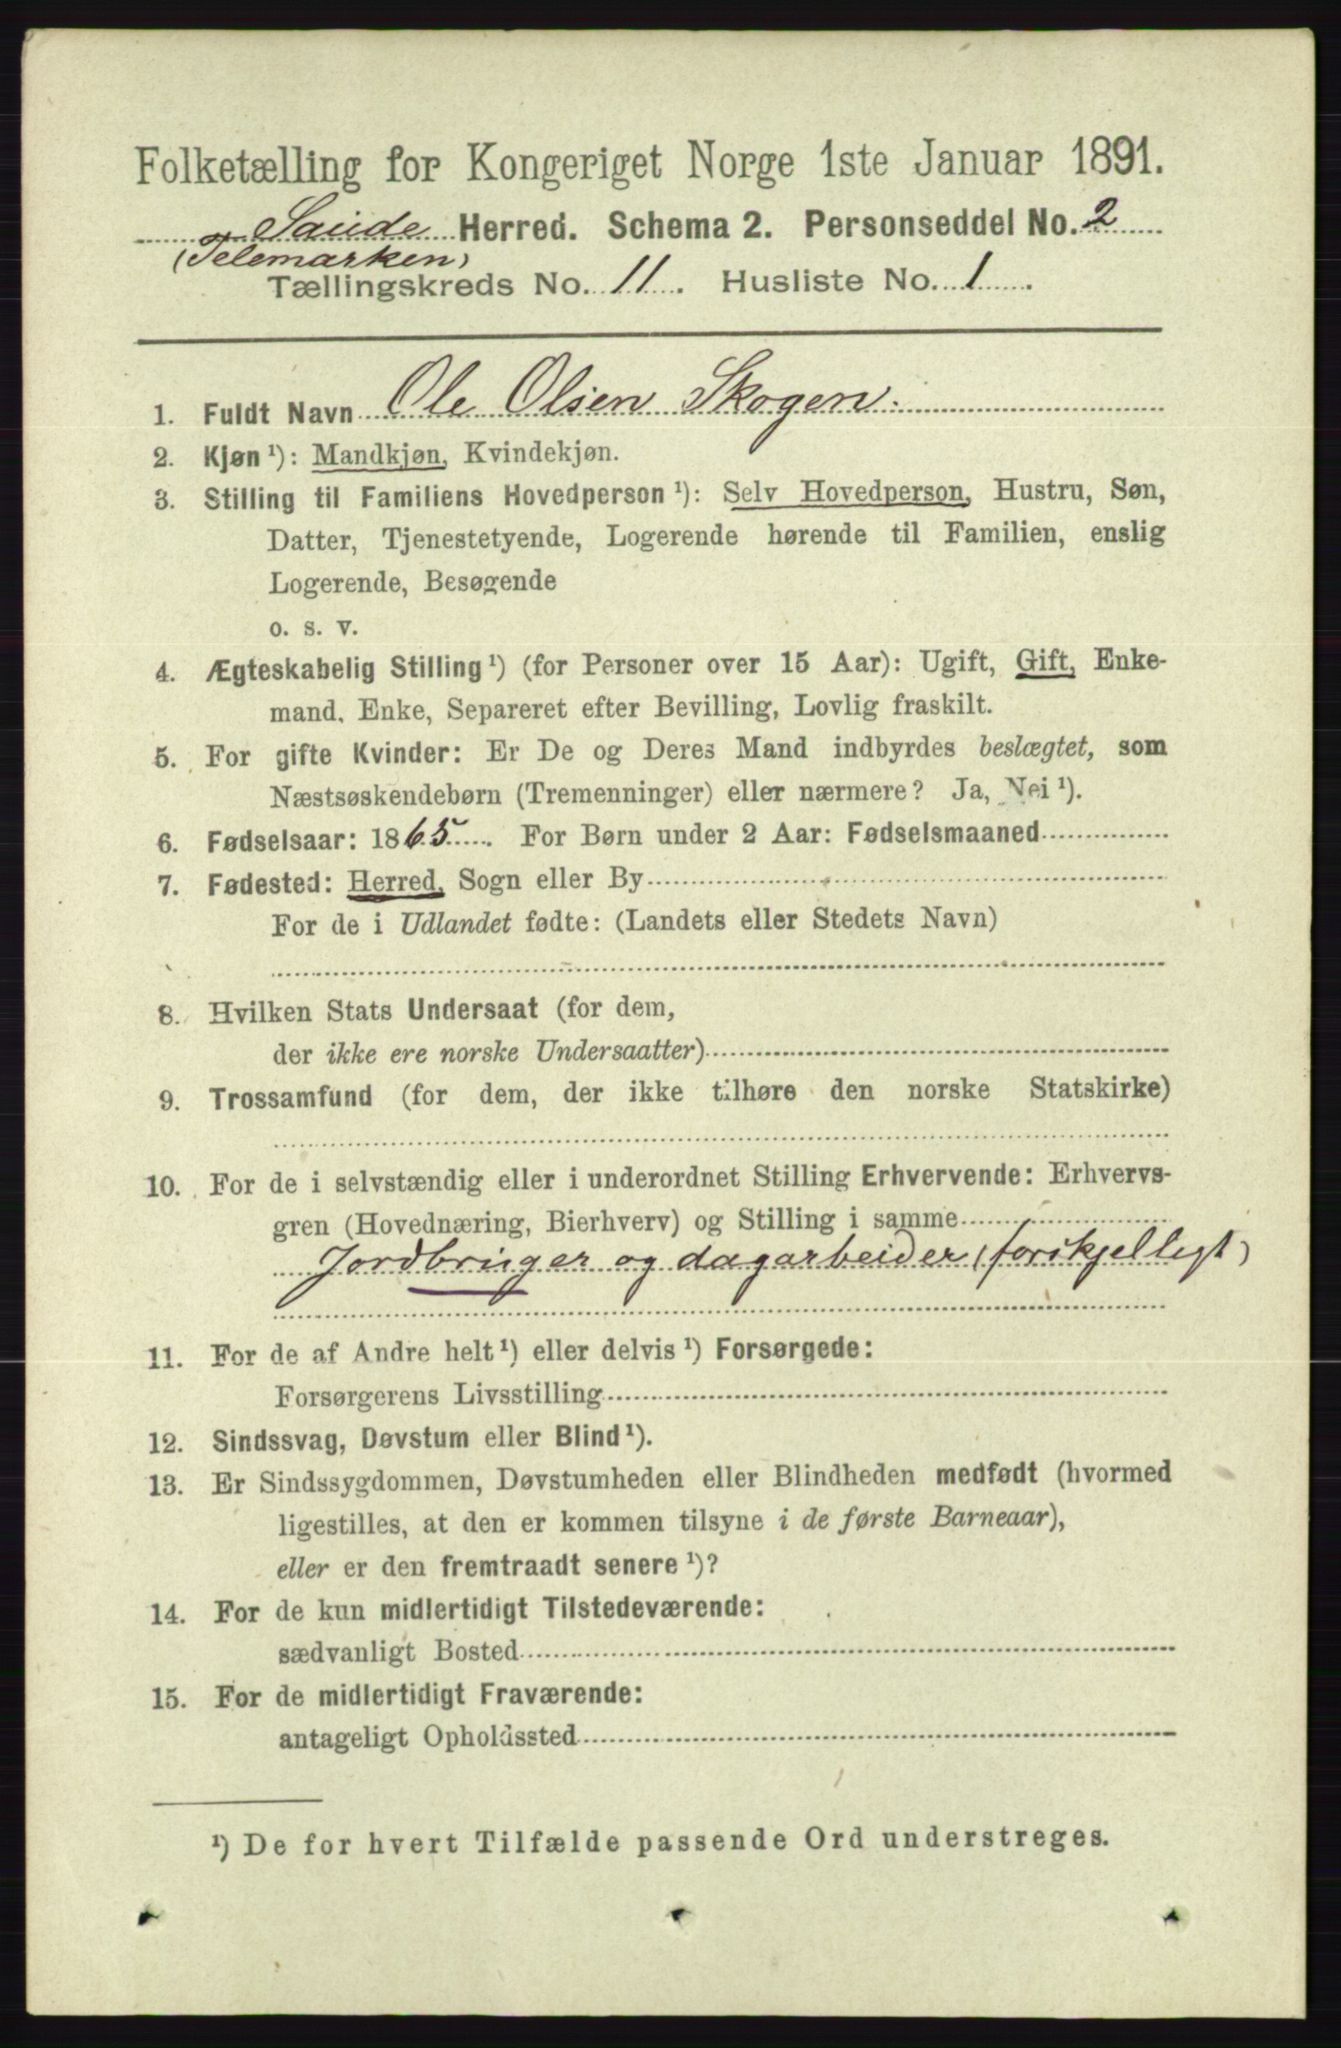 Folketælling for Kongeriget Norge 1ste Januar 1891.
Saude Herred. Schema 2. Personseddel No. 2
(Telemarken)
Tællingskreds No. 11. Husliste No. 1.
1. Fuldt Navn Ole Olsen Skogen.
2. Kjøn ¹): Mandkjøn, Kvindekjøn.
3. Stilling til Familiens Hovedperson ¹): Selv Hovedperson, Hustru, Søn,
Datter, Tjenestetyende, Logerende hørende til Familien, enslig
Logerende, Besøgende
o. s. v.
4. Ægteskabelig Stilling ¹) (for Personer over 15 Aar): Ugift, Gift, Enke-
mand, Enke, Separeret efter Bevilling, Lovlig fraskilt.
5. For gifte Kvinder: Er De og Deres Mand indbyrdes beslægtet, som
Næstsøskendebørn (Tremenninger) eller nærmere? Ja, Nei ¹).
6. Fødselsaar: 1865. For Børn under 2 Aar: Fødselsmaaned
7. Fødested: Herred, Sogn eller By
For de i Udlandet fødte: (Landets eller Stedets Navn)
8. Hvilken Stats Undersaat (for dem,
der ikke ere norske Undersaatter)
9. Trossamfund (for dem, der ikke tilhøre den norske Statskirke)
10. For de i selvstændig eller i underordnet Stilling Erhvervende: Erhvervs-
gren (Hovednæring, Bierhverv) og Stilling i samme
Jordbruger og dagarbeider (forskjelligt)
11. For de af Andre helt ¹) eller delvis ¹) Forsørgede:
Forsørgerens Livsstilling
12. Sindssvag, Døvstum eller Blind ¹).
13. Er Sindssygdommen, Døvstumheden eller Blindheden medfødt (hvormed
ligestilles, at den er kommen tilsyne i de første Barneaar),
eller er den fremtraadt senere ¹)?
14. For de kun midlertidigt Tilstedeværende:
sædvanligt Bosted
15. For de midlertidigt Fraværende:
antageligt Opholdssted
¹) De for hvert Tilfælde passende Ord understreges.